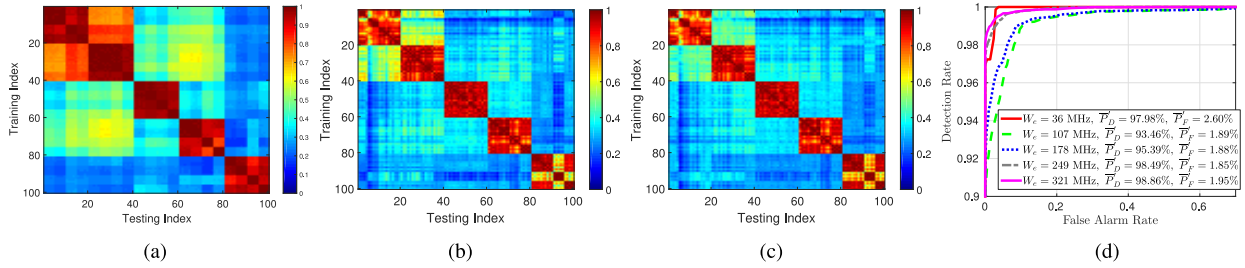 20
40
60
80
100
20 40 60 80 100
Training Index
Testing Index
1
0.9
0.8
0.7
0.6
0.5
0.4
0.3
0.2
0.1
0
(a)
20
40
60
80
100
20 40 60 80 100
Training Index
Testing Index
1
0.8
0.6
0.4
0.2
0
(b)
20
40
60
80
100
20 40 60 80 100
Training Index
Testing Index
1
0.8
0.6
0.4
0.2
0
(c)
1
0.98
0.96
0.94
0.92
0.9
Detection Rate
W_e = 36 MHz, P̄'_D = 97.98%, P̄'_F = 2.60%
W_e = 107 MHz, P̄'_D = 93.46%, P̄'_F = 1.89%
W_e = 178 MHz, P̄'_D = 95.39%, P̄'_F = 1.88%
W_e = 249 MHz, P̄'_D = 98.49%, P̄'_F = 1.85%
W_e = 321 MHz, P̄'_D = 98.86%, P̄'_F = 1.95%
0 0.2 0.4 0.6
False Alarm Rate
(d)